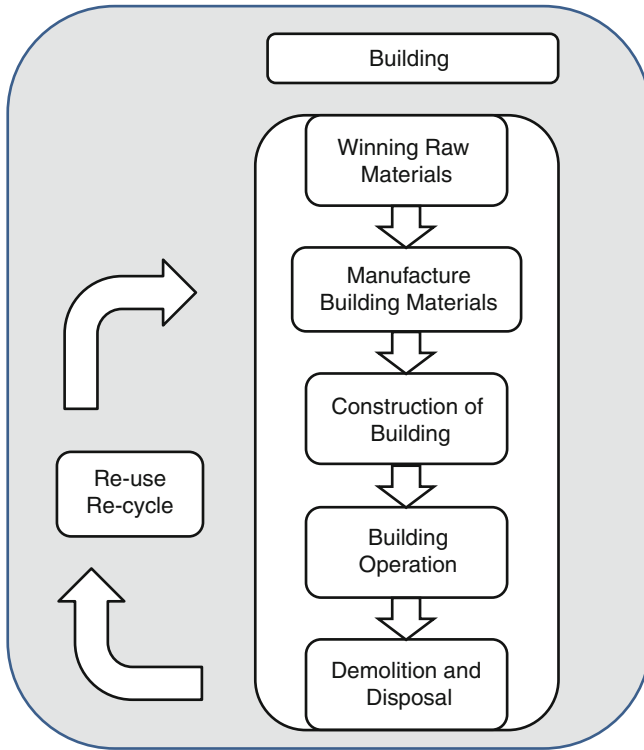 Building
Winning Raw
Materials
Manufacture
Building Materials
Construction of
Building
Building
Operation
Demolition and
Disposal
Re-use
Re-cycle